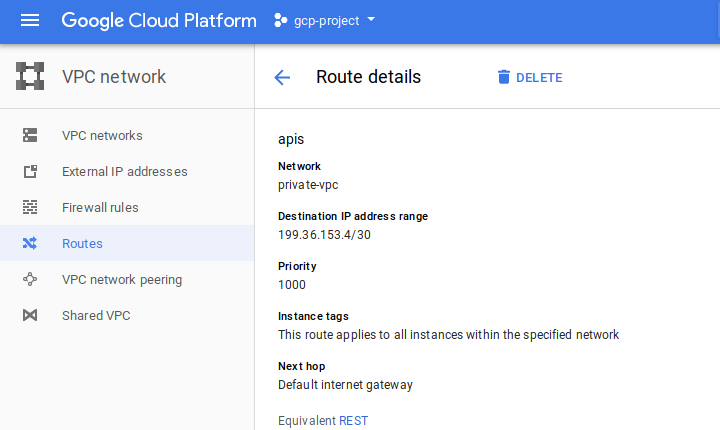 Google Cloud Platform
gcp-project
VPC network
Route details
DELETE
VPC networks
External IP addresses
Firewall rules
Routes
VPC network peering
Shared VPC
apis
Network
private-vpc
Destination IP address range
199.36.153.4/30
Priority
1000
Instance tags
This route applies to all instances within the specified network
Next hop
Default internet gateway
Equivalent REST